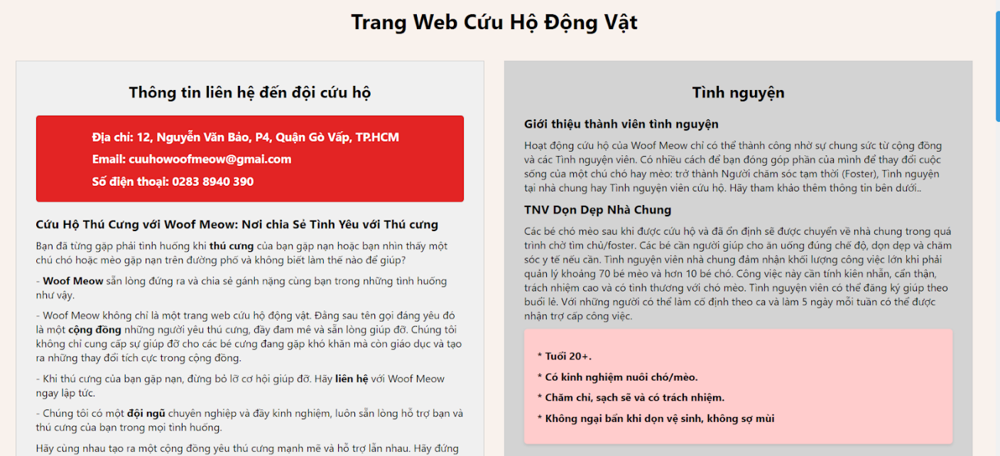 Trang Web Cứu Hộ Động Vật
Thông tin liên hệ đến đội cứu hộ
Địa chỉ: 12, Nguyễn Văn Bảo, P4, Quận Gò Vấp, TP.HCM
Email: cuuhowoofmeow@gmai.com
Số điện thoại: 0283 8940 390
Cứu Hộ Thú Cưng với Woof Meow: Nơi chia Sẻ Tình Yêu với Thú cưng
Bạn đã từng gặp phải tình huống khi thú cưng của bạn gặp nạn hoặc bạn nhìn thấy một
chú chó hoặc mèo gặp nạn trên đường phố và không biết làm thế nào để giúp?
- Woof Meow sẵn lòng đứng ra và chia sẻ gánh nặng cùng bạn trong những tình huống
như vậy.
- Woof Meow không chỉ là một trang web cứu hộ động vật. Đằng sau tên gọi đáng yêu đó
là một cộng đồng những người yêu thú cưng, đầy đam mê và sẵn lòng giúp đỡ. Chúng tôi
không chỉ cung cấp sự giúp đỡ cho các bé cưng đang gặp khó khăn mà còn giáo dục và tạo
ra những thay đổi tích cực trong cộng đồng.
- Khi thú cưng của bạn gặp nạn, đừng bỏ lỡ cơ hội giúp đỡ. Hãy liên hệ với Woof Meow
ngay lập tức.
- Chúng tôi có một đội ngũ chuyên nghiệp và đầy kinh nghiệm, luôn sẵn lòng hỗ trợ bạn và
thú cưng của bạn trong mọi tình huống.
Hãy cùng nhau tạo ra một cộng đồng yêu thú cưng mạnh mẽ và hỗ trợ lẫn nhau. Hãy đứng
Tình nguyện
Giới thiệu thành viên tình nguyện
Hoạt động cứu hộ của Woof Meow chỉ có thể thành công nhờ sự chung sức từ cộng đồng
và các Tình nguyện viên. Có nhiều cách để bạn đóng góp phần của mình để thay đổi cuộc
sống của một chú chó hay mèo: trở thành Người chăm sóc tạm thời (Foster), Tình nguyện
tại nhà chung hay Tình nguyện viên cứu hộ. Hãy tham khảo thêm thông tin bên dưới..
TNV Dọn Dẹp Nhà Chung
Các bé chó mèo sau khi được cứu hộ và đã ổn định sẽ được chuyển về nhà chung trong quá
trình chờ tìm chủ/foster. Các bé cần người giúp cho ăn uống đúng chế độ, dọn dẹp và chăm
sóc y tế nếu cần. Tình nguyện viên nhà chung đảm nhận khối lượng công việc lớn khi phải
quản lý khoảng 70 bé mèo và hơn 10 bé chó. Công việc này cần tính kiên nhẫn, cẩn thận,
trách nhiệm cao và có tình thương với chó mèo. Tình nguyện viên có thể đăng ký giúp theo
buổi lẻ. Với những người có thể làm cố định theo ca và làm 5 ngày mỗi tuần có thể được
nhận trợ cấp công việc.
* Tuổi 20+.
* Có kinh nghiệm nuôi chó/mèo.
* Chăm chỉ, sạch sẽ và có trách nhiệm.
* Không ngại bẩn khi dọn vệ sinh, không sợ mùi